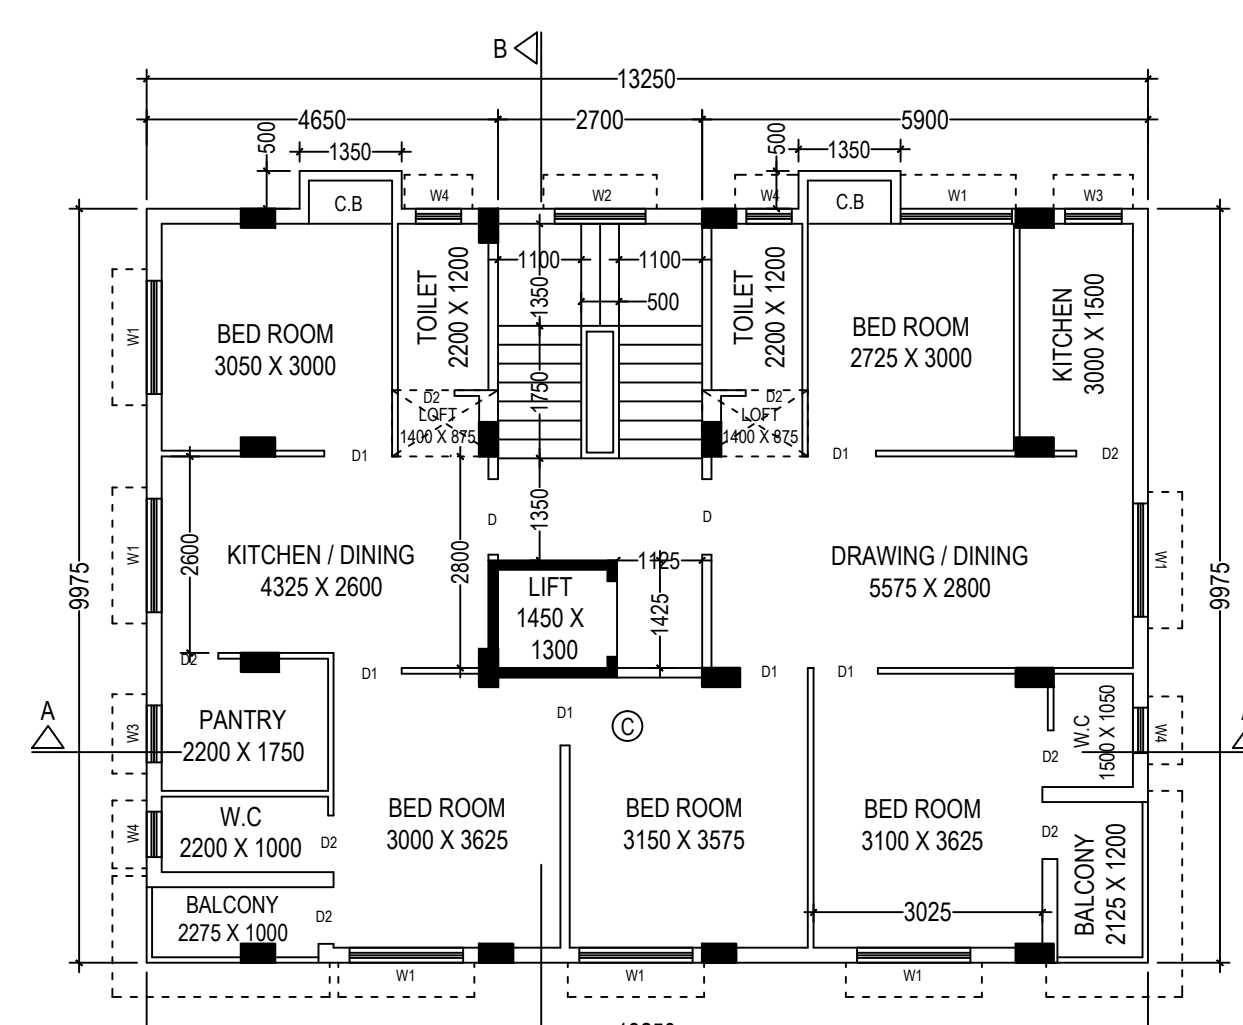 B
13250
4650
2700
5900
500
1350
500
1350
C.B
W4
W2
W4
C.B
W1
W3
1100
1100
1350
500
TOILET
2200 X 1200
TOILET
2200 X 1200
W1
BED ROOM
3050 X 3000
BED ROOM
2725 X 3000
KITCHEN
3000 X 1500
1750
D2
LOFT
1400 X 875
D2
LOFT
1400 X 875
D1
D1
D2
9975
W1
2600
KITCHEN / DINING
4325 X 2600
2800
D
1350
D
1125
LIFT
1450 X
1300
1425
DRAWING / DINING
5575 X 2800
W1
9975
D2
D1
D1
D1
A
W3
PANTRY
2200 X 1750
D1
C
D2
W.C
1500 X 1050
W4
W4
W.C
2200 X 1000
D2
BED ROOM
3000 X 3625
BED ROOM
3150 X 3575
BED ROOM
3100 X 3625
D2
BALCONY
2125 X 1200
BALCONY
2275 X 1000
D2
3025
W1
W1
W1